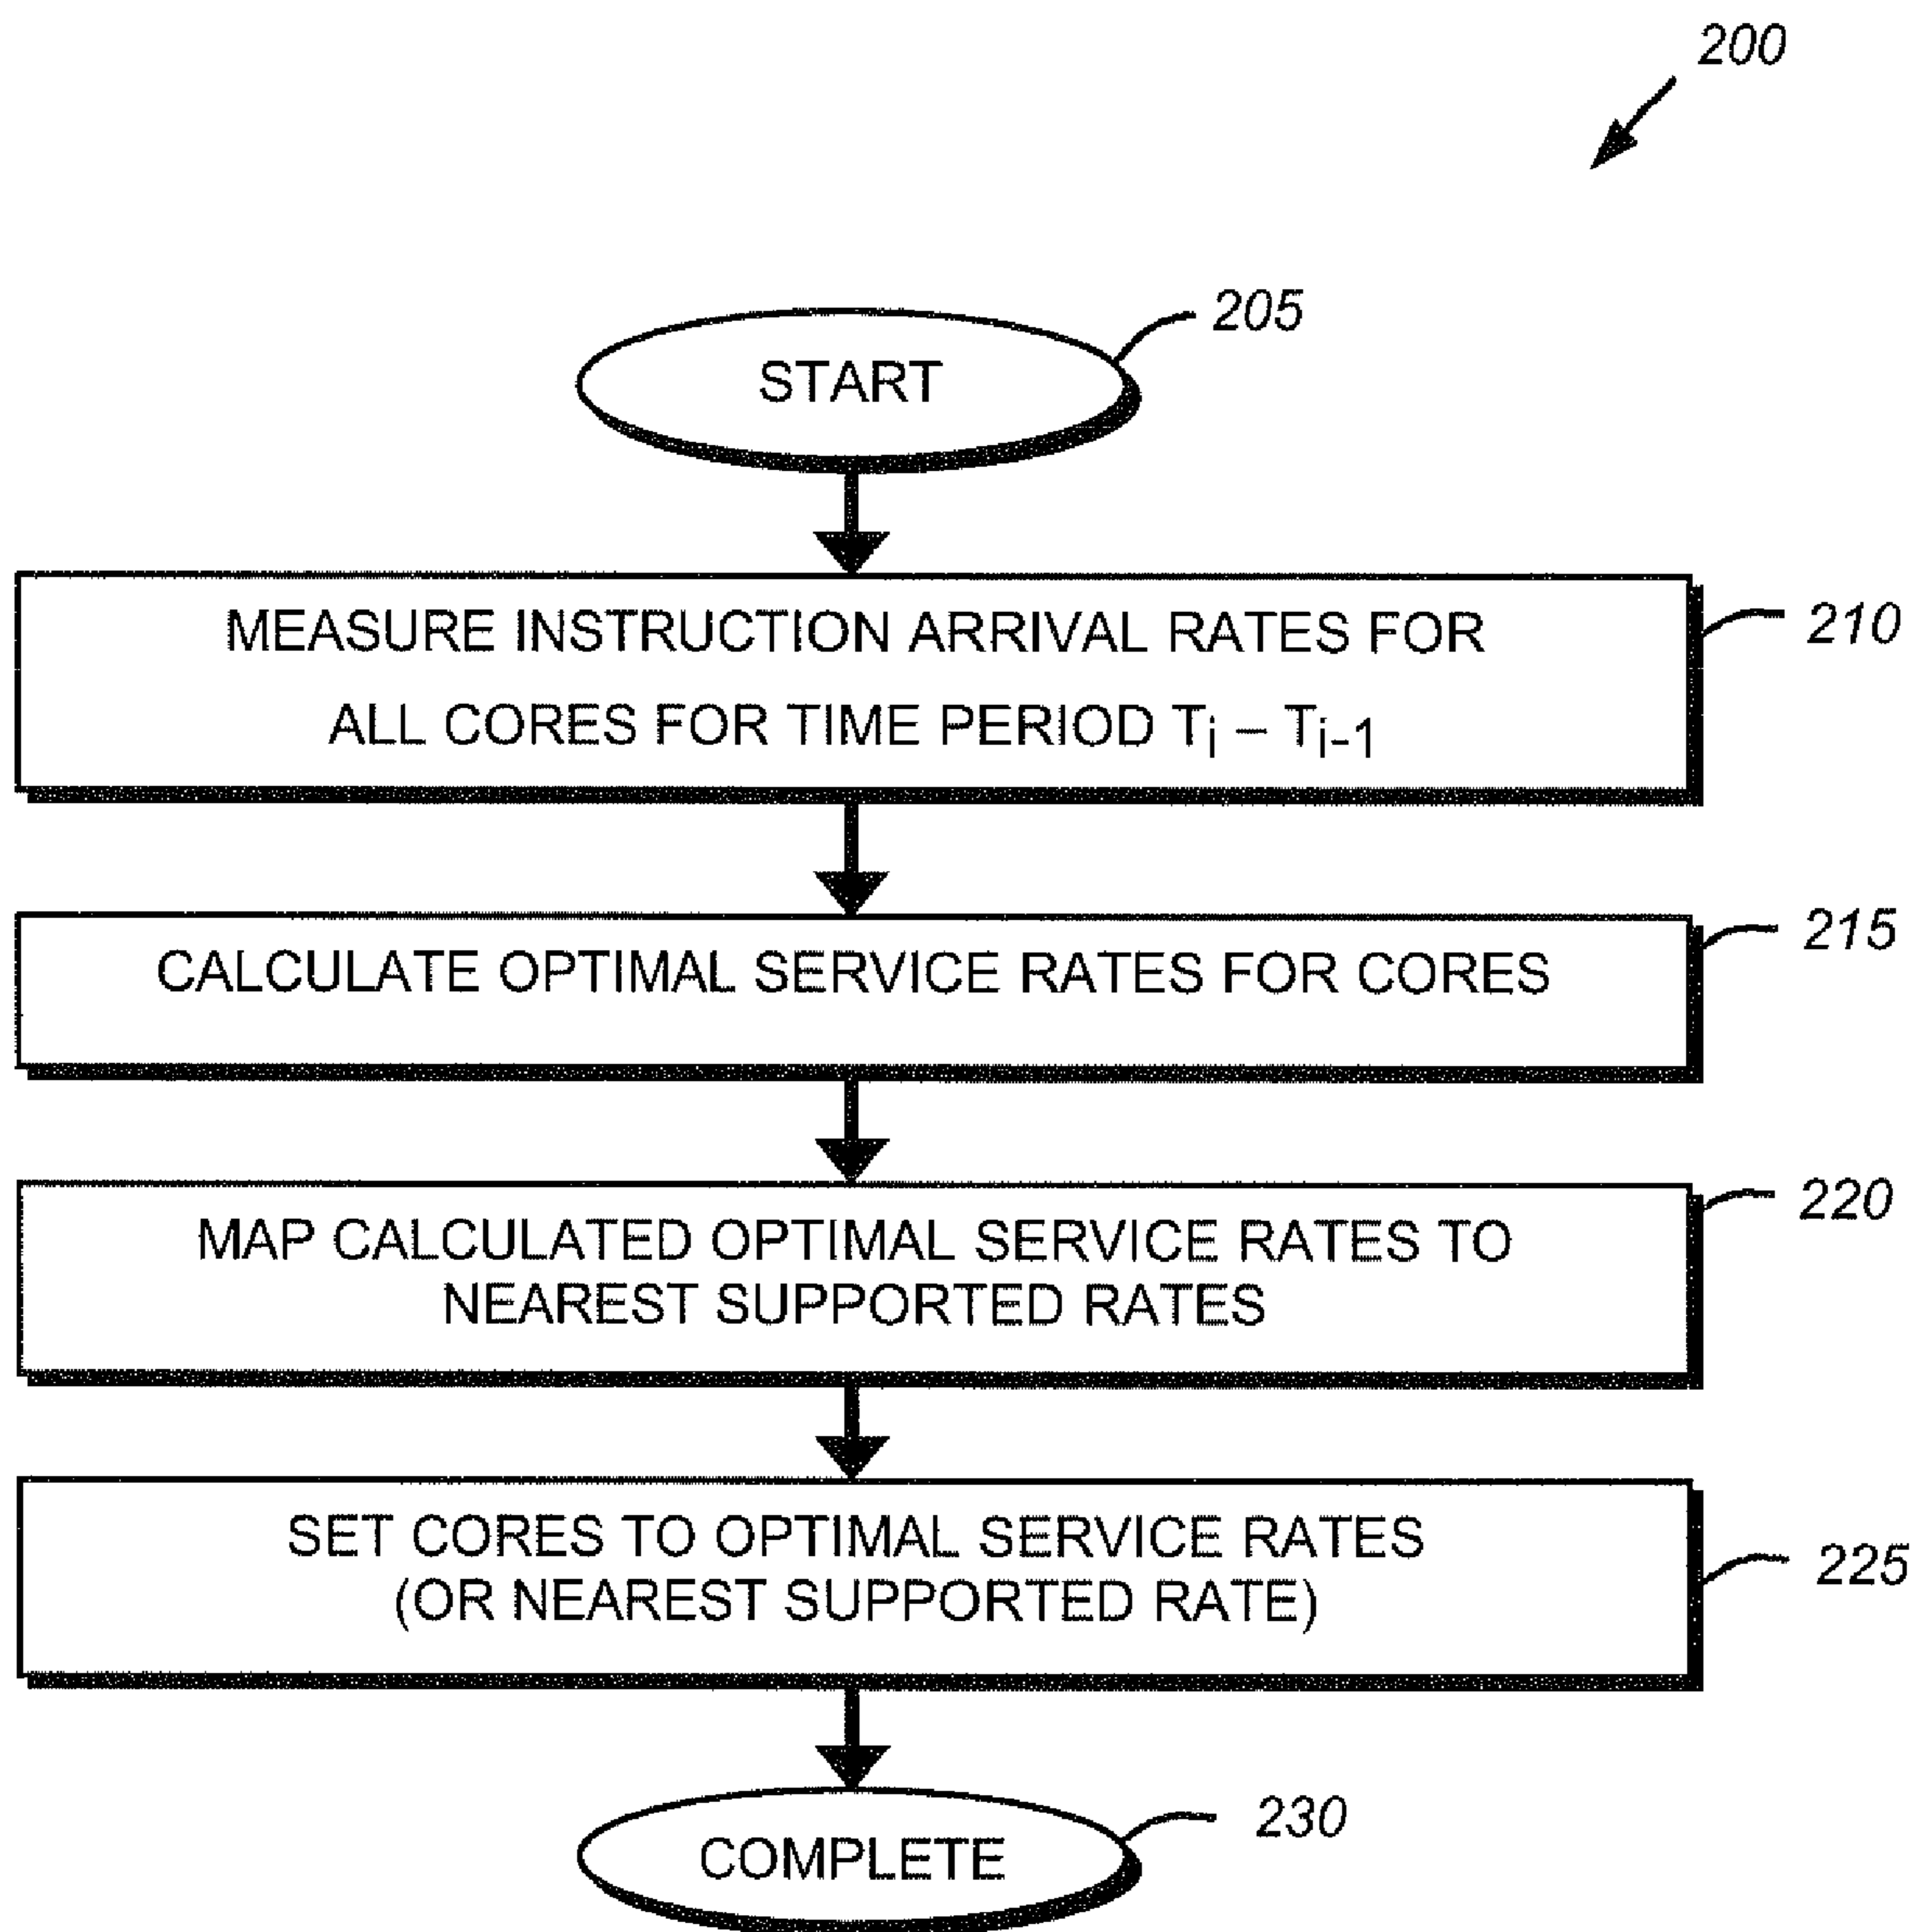 200
START
205
MEASURE INSTRUCTION ARRIVAL RATES FOR
ALL CORES FOR TIME PERIOD Tᵢ – Tᵢ₋₁
210
CALCULATE OPTIMAL SERVICE RATES FOR CORES
215
MAP CALCULATED OPTIMAL SERVICE RATES TO
NEAREST SUPPORTED RATES
220
SET CORES TO OPTIMAL SERVICE RATES
(OR NEAREST SUPPORTED RATE)
225
COMPLETE
230